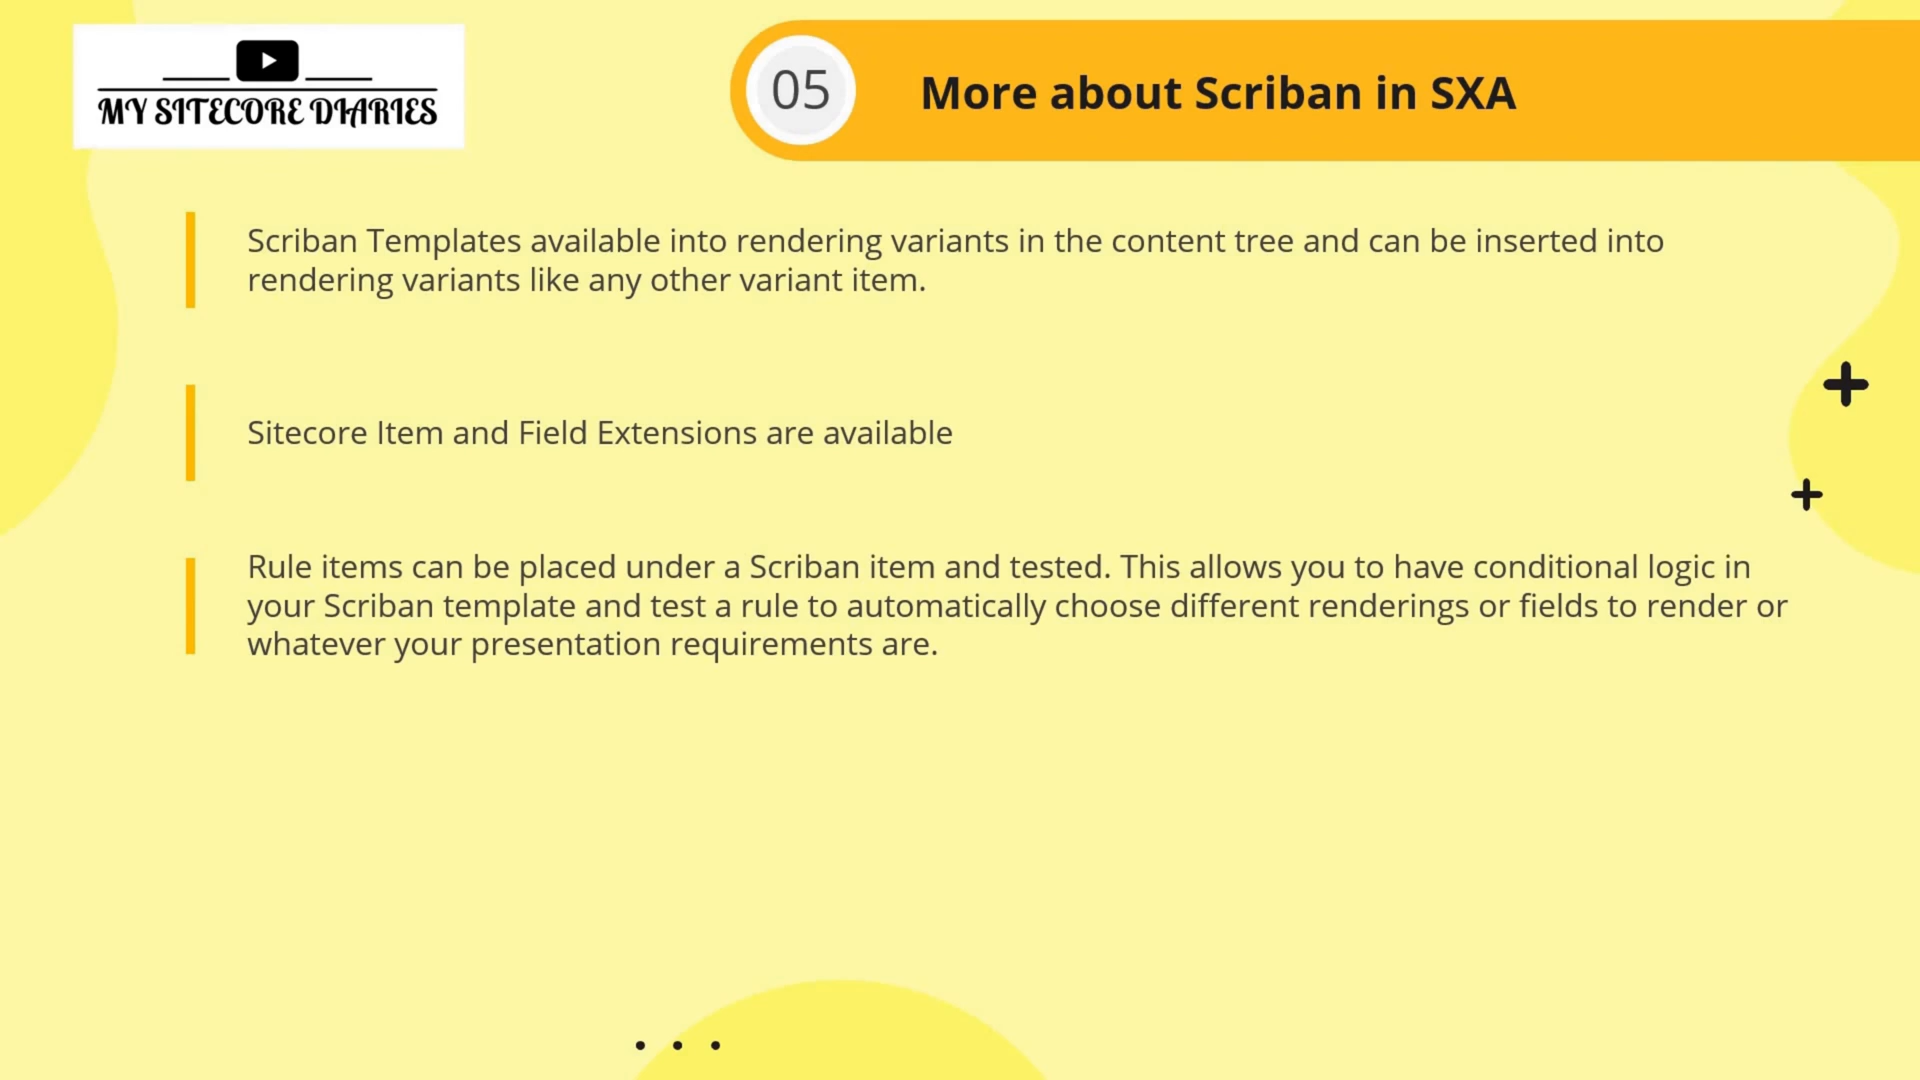 MY SITECORE DIARIES
05
More about Scriban in SXA
Scriban Templates available into rendering variants in the content tree and can be inserted into
rendering variants like any other variant item.
Sitecore Item and Field Extensions are available
Rule items can be placed under a Scriban item and tested. This allows you to have conditional logic in
your Scriban template and test a rule to automatically choose different renderings or fields to render or
whatever your presentation requirements are.